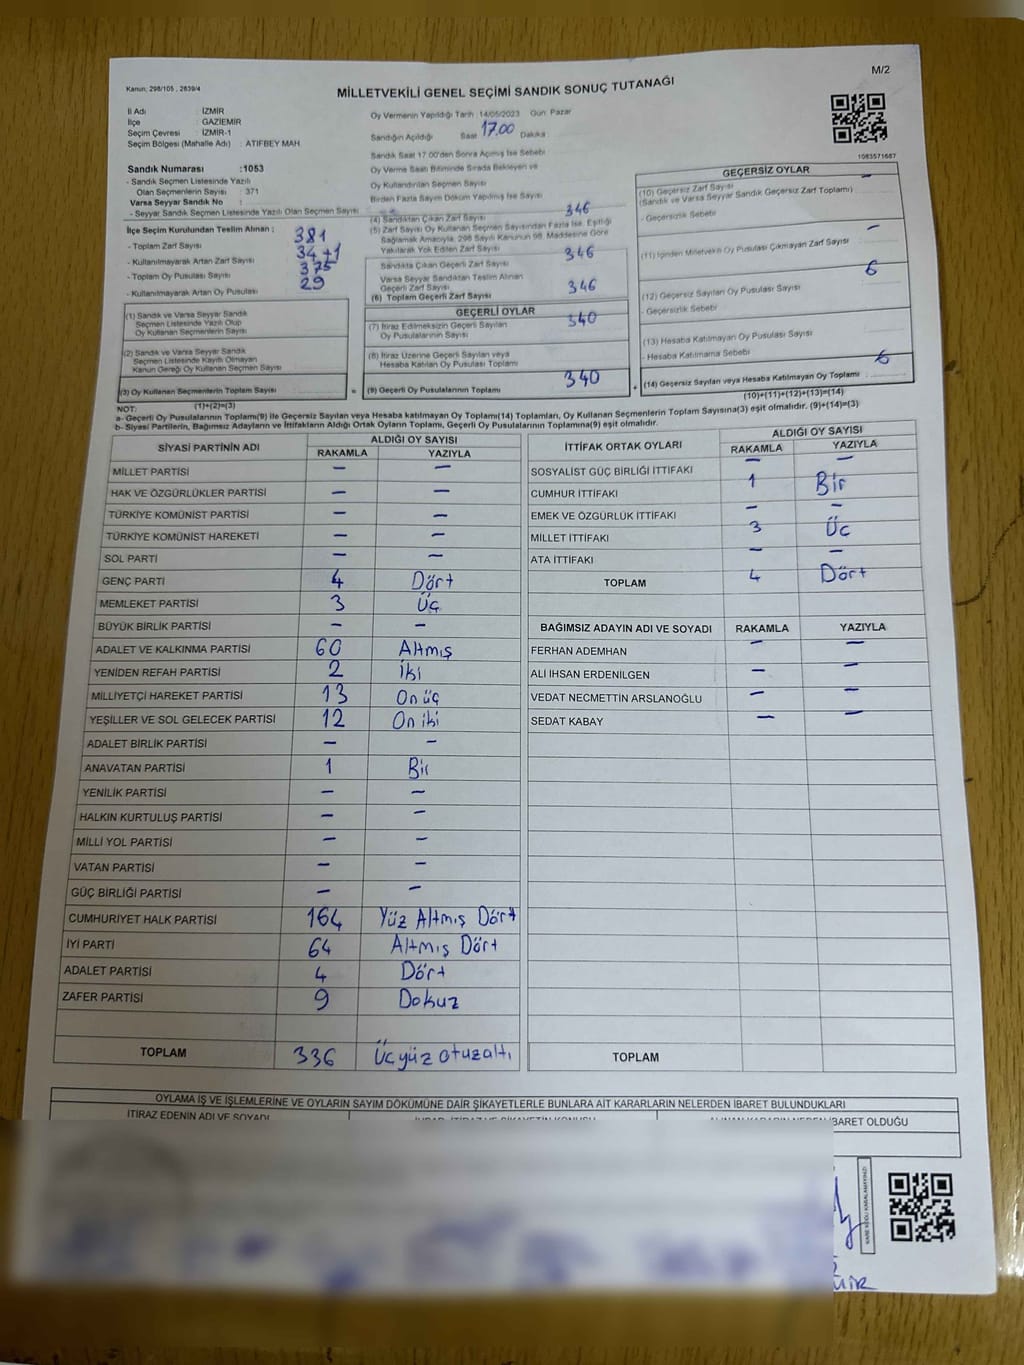 M/2
Kanun, 298/105 , 2839/4
MİLLETVEKİLİ GENEL SEÇİMİ SANDIK SONUÇ TUTANAĞI
İl Adı : İZMİR
İlçe : GAZİEMİR
Seçim Çevresi : İZMİR-1
Seçim Bölgesi (Mahalle Adı) : ATIFBEY MAH.
Sandık Numarası :1053
- Sandık Seçmen Listesinde Yazılı
Olan Seçmenlerin Sayısı : 371
Varsa Seyyar Sandık No :
- Seyyar Sandık Seçmen Listesinde Yazılı Olan Seçmen Sayısı
İlçe Seçim Kurulundan Teslim Alınan :
- Toplam Zarf Sayısı 381
- Kullanılmayarak Artan Zarf Sayısı 34+1
- Toplam Oy Pusulası Sayısı 375
- Kullanılmayarak Artan Oy Pusulası 29
(1) Sandık ve Varsa Seyyar Sandık
Seçmen Listesinde Yazılı Olup
Oy Kullanan Seçmenlerin Sayısı
(2) Sandık ve Varsa Seyyar Sandık
Seçmen Listesinde Kayıtlı Olmayan
Kanun Gereği Oy Kullanan Seçmen Sayısı
(3) Oy Kullanan Seçmenlerin Toplam Sayısı
(1)+(2)=(3)
Oy Vermenin Yapıldığı Tarih :14/05/2023 Gün: Pazar
Sandığın Açıldığı Saat 17.00 Dakika
Sandık Saat 17.00'den Sonra Açılmış İse Sebebi
Oy Verme Saati Bitiminde Sırada Bekleyen ve
Oy Kullandırılan Seçmen Sayısı
Birden Fazla Sayım Döküm Yapılmış İse Sayısı
(4) Sandıktan Çıkan Zarf Sayısı 346
(5) Zarf Sayısı Oy Kullanan Seçmen Sayısından Fazla İse, Eşitliği
Sağlamak Amacıyla, 298 Sayılı Kanunun 98. Maddesine Göre
Yakılarak Yok Edilen Zarf Sayısı
Sandıkta Çıkan Geçerli Zarf Sayısı 346
Varsa Seyyar Sandıktan Teslim Alınan
Geçerli Zarf Sayısı
(6) Toplam Geçerli Zarf Sayısı 346
GEÇERLİ OYLAR
(7) İtiraz Edilmeksizin Geçerli Sayılan
Oy Pusulalarının Sayısı 340
(8) İtiraz Üzerine Geçerli Sayılan veya
Hesaba Katılan Oy Pusulası Toplamı
= (9) Geçerli Oy Pusulalarının Toplamı 340
1083571687
GEÇERSİZ OYLAR
(10) Geçersiz Zarf Sayısı –
(Sandık ve Varsa Seyyar Sandık Geçersiz Zarf Toplamı)
- Geçersizlik Sebebi
(11) İçinden Milletvekili Oy Pusulası Çıkmayan Zarf Sayısı –
(12) Geçersiz Sayılan Oy Pusulası Sayısı 6
- Geçersizlik Sebebi
(13) Hesaba Katılmayan Oy Pusulası Sayısı
- Hesaba Katılmama Sebebi
+ (14) Geçersiz Sayılan veya Hesaba Katılmayan Oy Toplamı 6
(10)+(11)+(12)+(13)=(14)
NOT:
a- Geçerli Oy Pusulalarının Toplamı(9) ile Geçersiz Sayılan veya Hesaba katılmayan Oy Toplamı(14) Toplamları, Oy Kullanan Seçmenlerin Toplam Sayısına(3) eşit olmalıdır. (9)+(14)=(3)
b- Siyasi Partilerin, Bağımsız Adayların ve İttifakların Aldığı Ortak Oyların Toplamı, Geçerli Oy Pusulalarının Toplamına(9) eşit olmalıdır.
SİYASİ PARTİNİN ADI ALDIĞI OY SAYISI
RAKAMLA YAZIYLA
MİLLET PARTİSİ – –
HAK VE ÖZGÜRLÜKLER PARTİSİ – –
TÜRKİYE KOMÜNİST PARTİSİ – –
TÜRKİYE KOMÜNİST HAREKETİ – –
SOL PARTİ – –
GENÇ PARTİ 4 Dört
MEMLEKET PARTİSİ 3 Üç
BÜYÜK BİRLİK PARTİSİ – –
ADALET VE KALKINMA PARTİSİ 60 Altmış
YENİDEN REFAH PARTİSİ 2 İki
MİLLİYETÇİ HAREKET PARTİSİ 13 On üç
YEŞİLLER VE SOL GELECEK PARTİSİ 12 On iki
ADALET BİRLİK PARTİSİ – –
ANAVATAN PARTİSİ 1 Bir
YENİLİK PARTİSİ – –
HALKIN KURTULUŞ PARTİSİ – –
MİLLİ YOL PARTİSİ – –
VATAN PARTİSİ – –
GÜÇ BİRLİĞİ PARTİSİ – –
CUMHURİYET HALK PARTİSİ 164 Yüz Altmış Dört
İYİ PARTİ 64 Altmış Dört
ADALET PARTİSİ 4 Dört
ZAFER PARTİSİ 9 Dokuz
TOPLAM 336 Üçyüz otuzaltı
İTTİFAK ORTAK OYLARI ALDIĞI OY SAYISI
RAKAMLA YAZIYLA
SOSYALİST GÜÇ BİRLİĞİ İTTİFAKI – –
CUMHUR İTTİFAKI 1 Bir
EMEK VE ÖZGÜRLÜK İTTİFAKI – –
MİLLET İTTİFAKI 3 Üç
ATA İTTİFAKI – –
TOPLAM 4 Dört
BAĞIMSIZ ADAYIN ADI VE SOYADI RAKAMLA YAZIYLA
FERHAN ADEMHAN – –
ALİ İHSAN ERDENİLGEN – –
VEDAT NECMETTİN ARSLANOĞLU – –
SEDAT KABAY – –
TOPLAM
OYLAMA İŞ VE İŞLEMLERİNE VE OYLARIN SAYIM DÖKÜMÜNE DAİR ŞİKAYETLERLE BUNLARA AİT KARARLARIN NELERDEN İBARET BULUNDUKLARI
İTİRAZ EDENİN ADI VE SOYADI
İBARET OLDUĞU